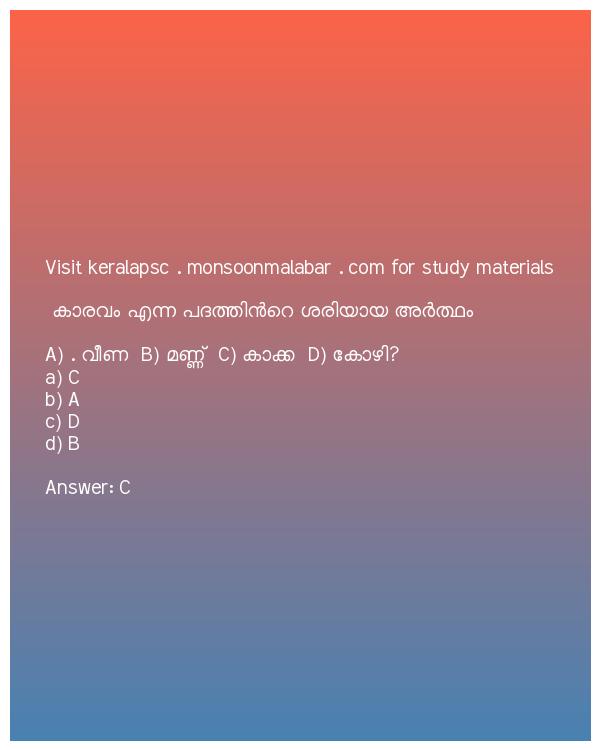 Visit keralapsc .monsoonmalabar .com for study materials
കാരവം എന്ന പദത്തിൻറെ ശരിയായ അർത്ഥം
A) . വീണ B) മണ്ണ് C) കാക്ക D) കോഴി?
a) C
b) A
c) D
d) B
Answer: C